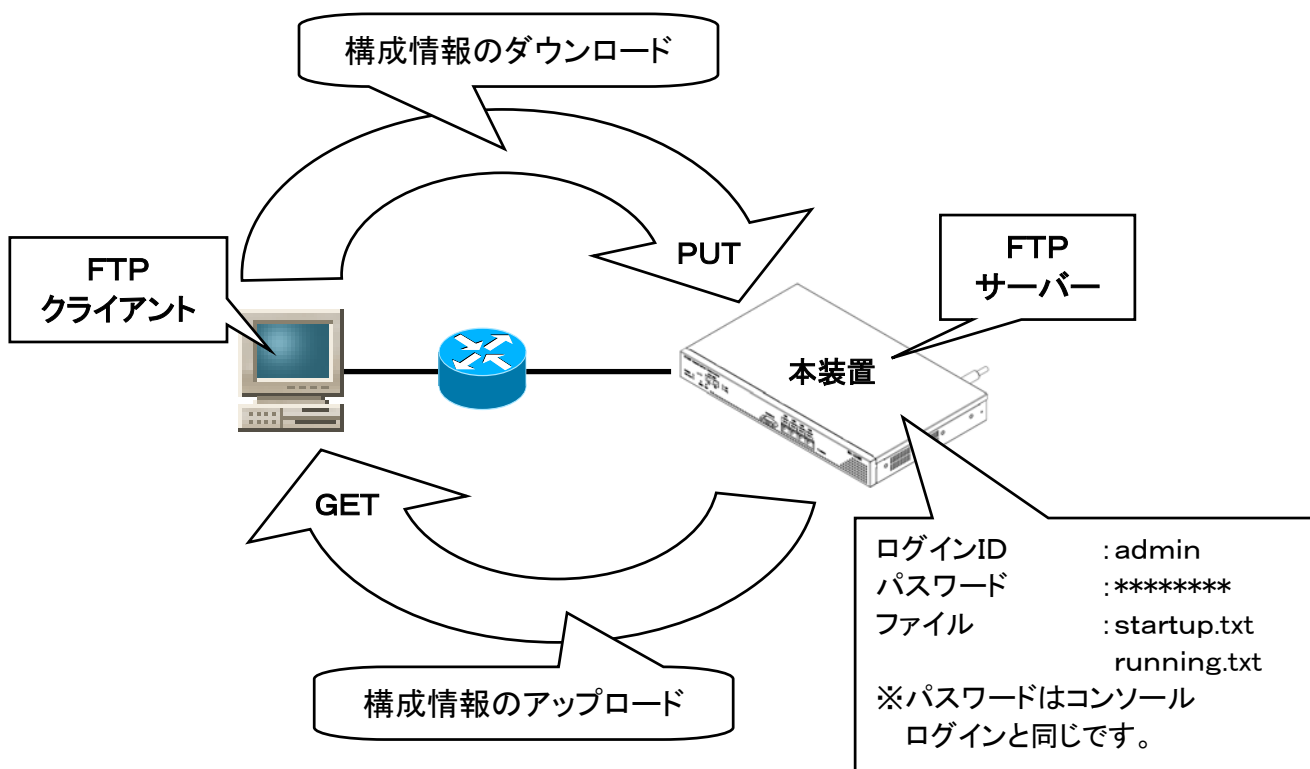 構成情報のダウンロード
PUT
FTP
クライアント
FTP
サーバー
本装置
GET
構成情報のアップロード
ログインID :admin
パスワード :********
ファイル :startup.txt
running.txt
※パスワードはコンソール
ログインと同じです。